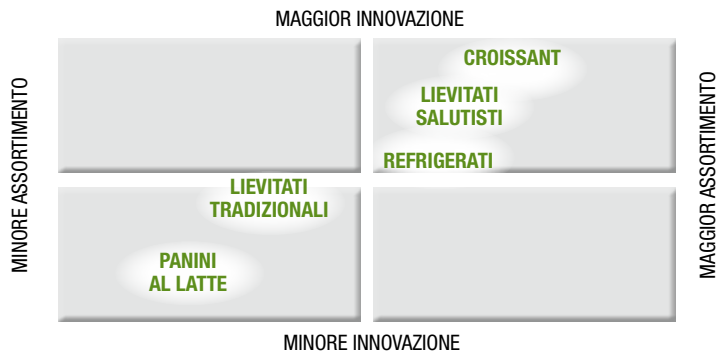 MAGGIOR INNOVAZIONE
MINORE ASSORTIMENTO
CROISSANT
LIEVITATI
SALUTISTI
REFRIGERATI
LIEVITATI
TRADIZIONALI
PANINI
AL LATTE
MAGGIOR ASSORTIMENTO
MINORE INNOVAZIONE